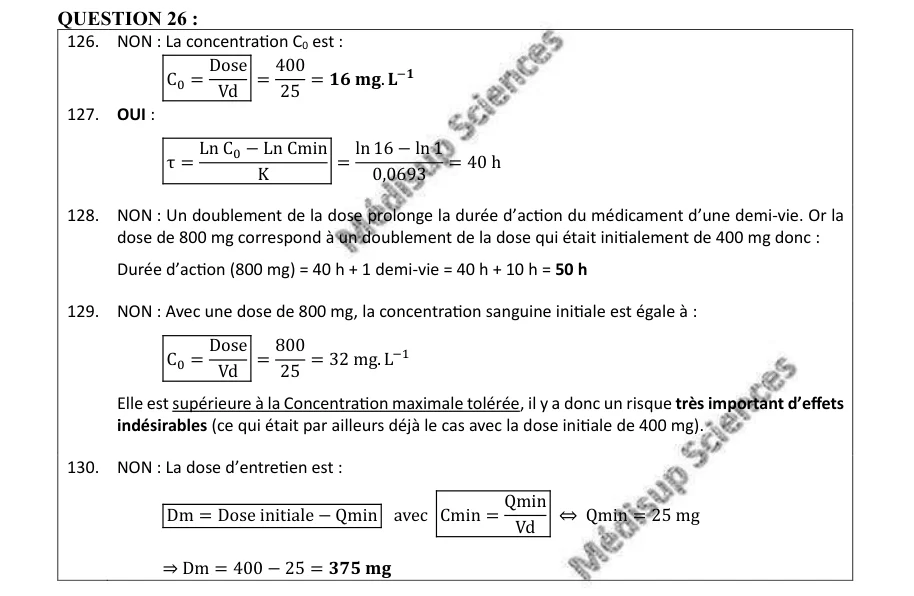 QUESTION 26 :
126. NON : La concentration C₀ est :
C₀ = Dose/Vd = 400/25 = 16 mg.L⁻¹
127. OUI :
τ = (Ln C₀ − Ln Cmin)/K = (ln 16 − ln 1)/0,0693 = 40 h
128. NON : Un doublement de la dose prolonge la durée d'action du médicament d'une demi-vie. Or la
dose de 800 mg correspond à un doublement de la dose qui était initialement de 400 mg donc :
Durée d'action (800 mg) = 40 h + 1 demi-vie = 40 h + 10 h = 50 h
129. NON : Avec une dose de 800 mg, la concentration sanguine initiale est égale à :
C₀ = Dose/Vd = 800/25 = 32 mg.L⁻¹
Elle est supérieure à la Concentration maximale tolérée, il y a donc un risque très important d'effets
indésirables (ce qui était par ailleurs déjà le cas avec la dose initiale de 400 mg).
130. NON : La dose d'entretien est :
Dm = Dose initiale − Qmin avec Cmin = Qmin/Vd ⇔ Qmin = 25 mg
⇒ Dm = 400 − 25 = 375 mg
Médisup Sciences
Médisup Sciences